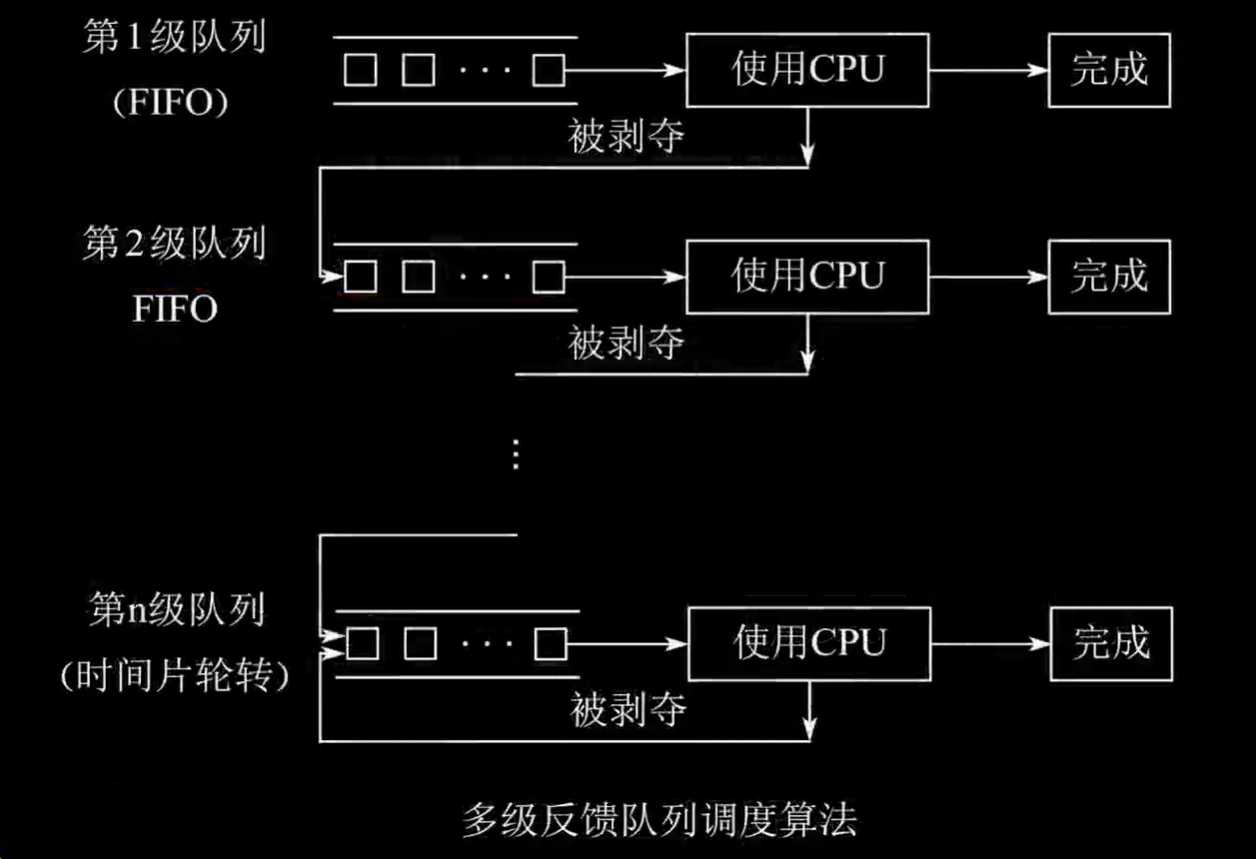 第1级队列
(FIFO)
使用CPU
完成
被剥夺
第2级队列
FIFO
使用CPU
完成
被剥夺
第n级队列
(时间片轮转)
使用CPU
完成
被剥夺
多级反馈队列调度算法